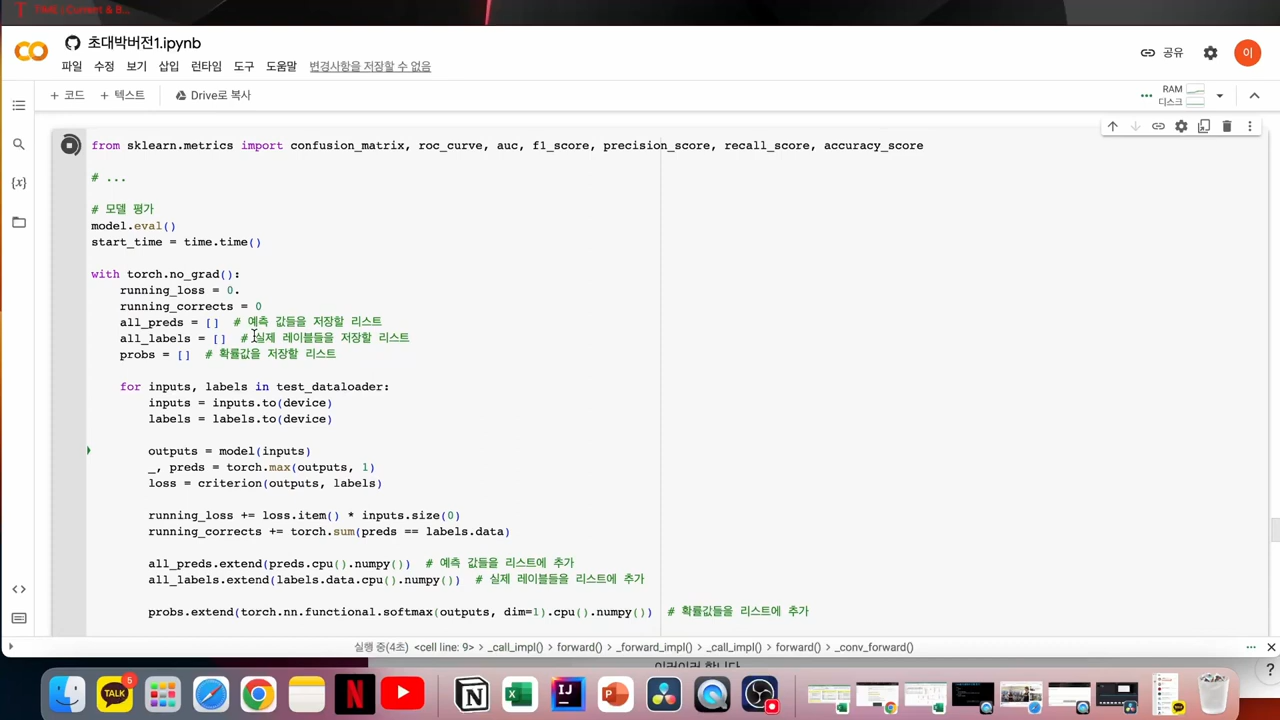 초대박버전1.ipynb
파일 수정 보기 삽입 런타임 도구 도움말 변경사항을 저장할 수 없음
공유
이
+ 코드 + 텍스트 Drive로 복사
RAM
디스크
from sklearn.metrics import confusion_matrix, roc_curve, auc, f1_score, precision_score, recall_score, accuracy_score
# ...
# 모델 평가
model.eval()
start_time = time.time()
with torch.no_grad():
running_loss = 0.
running_corrects = 0
all_preds = [] # 예측 값들을 저장할 리스트
all_labels = [] # 실제 레이블들을 저장할 리스트
probs = [] # 확률값을 저장할 리스트
for inputs, labels in test_dataloader:
inputs = inputs.to(device)
labels = labels.to(device)
outputs = model(inputs)
_, preds = torch.max(outputs, 1)
loss = criterion(outputs, labels)
running_loss += loss.item() * inputs.size(0)
running_corrects += torch.sum(preds == labels.data)
all_preds.extend(preds.cpu().numpy()) # 예측 값들을 리스트에 추가
all_labels.extend(labels.data.cpu().numpy()) # 실제 레이블들을 리스트에 추가
probs.extend(torch.nn.functional.softmax(outputs, dim=1).cpu().numpy()) # 확률값들을 리스트에 추가
실행 중(4초) <cell line: 9> > _call_impl() > forward() > _forward_impl() > _call_impl() > forward() > _conv_forward()
TALK
6